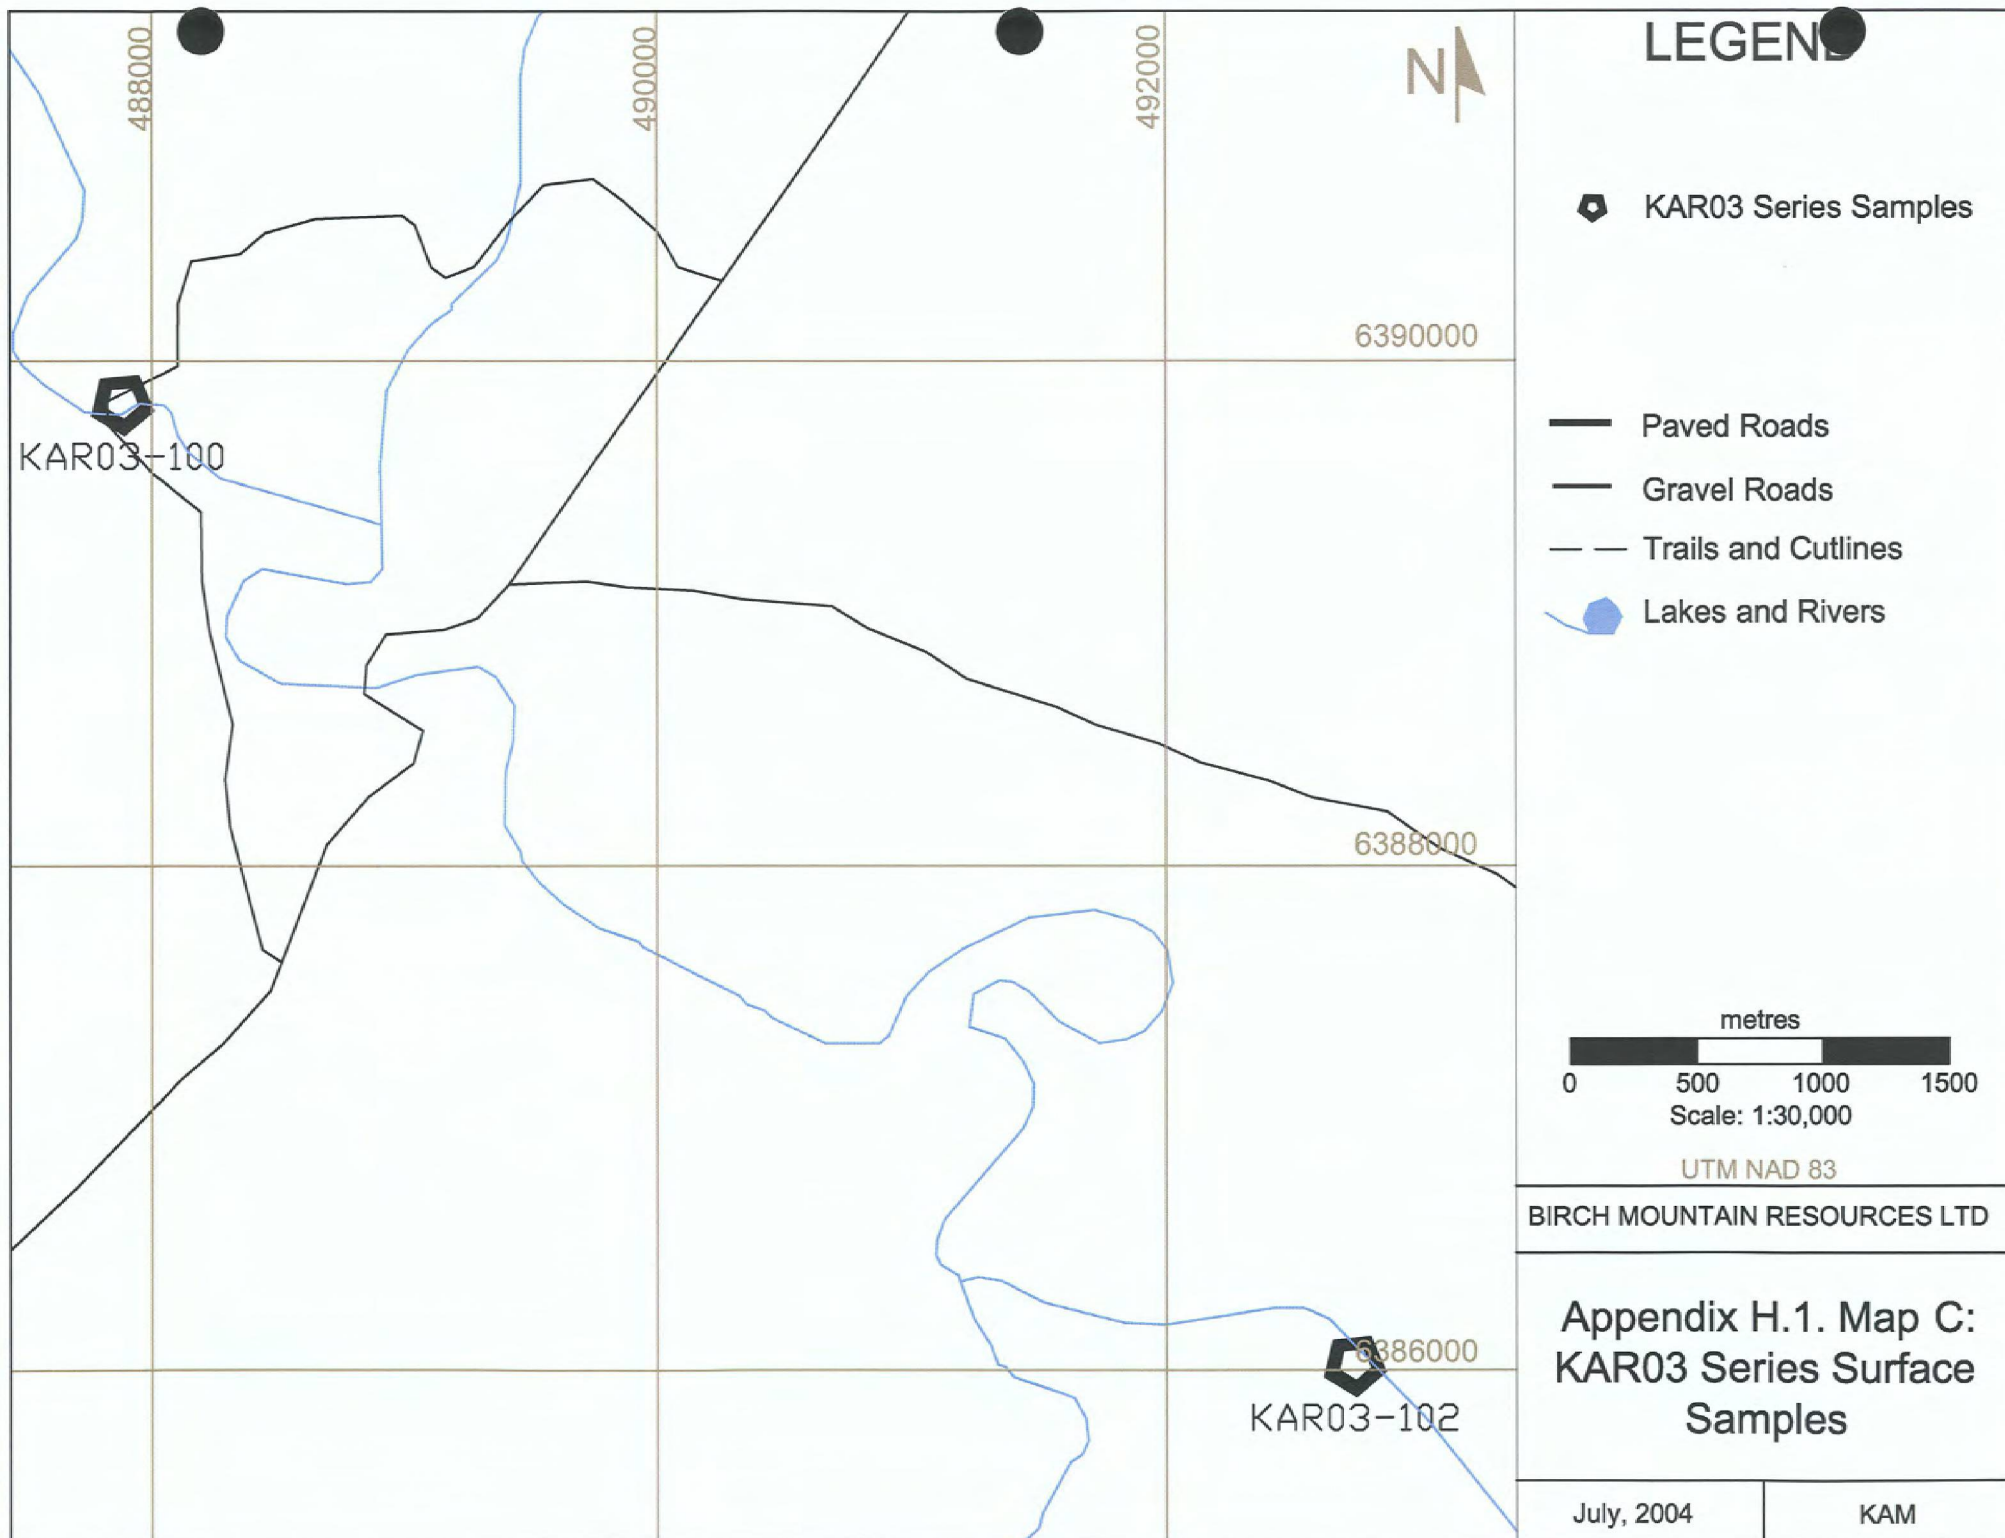 488000
490000
492000
N
6390000
KAR03-100
6388000
6386000
KAR03-102
LEGEND
KAR03 Series Samples
Paved Roads
Gravel Roads
Trails and Cutlines
Lakes and Rivers
metres
0 500 1000 1500
Scale: 1:30,000
UTM NAD 83
BIRCH MOUNTAIN RESOURCES LTD
Appendix H.1. Map C:
KAR03 Series Surface
Samples
July, 2004
KAM